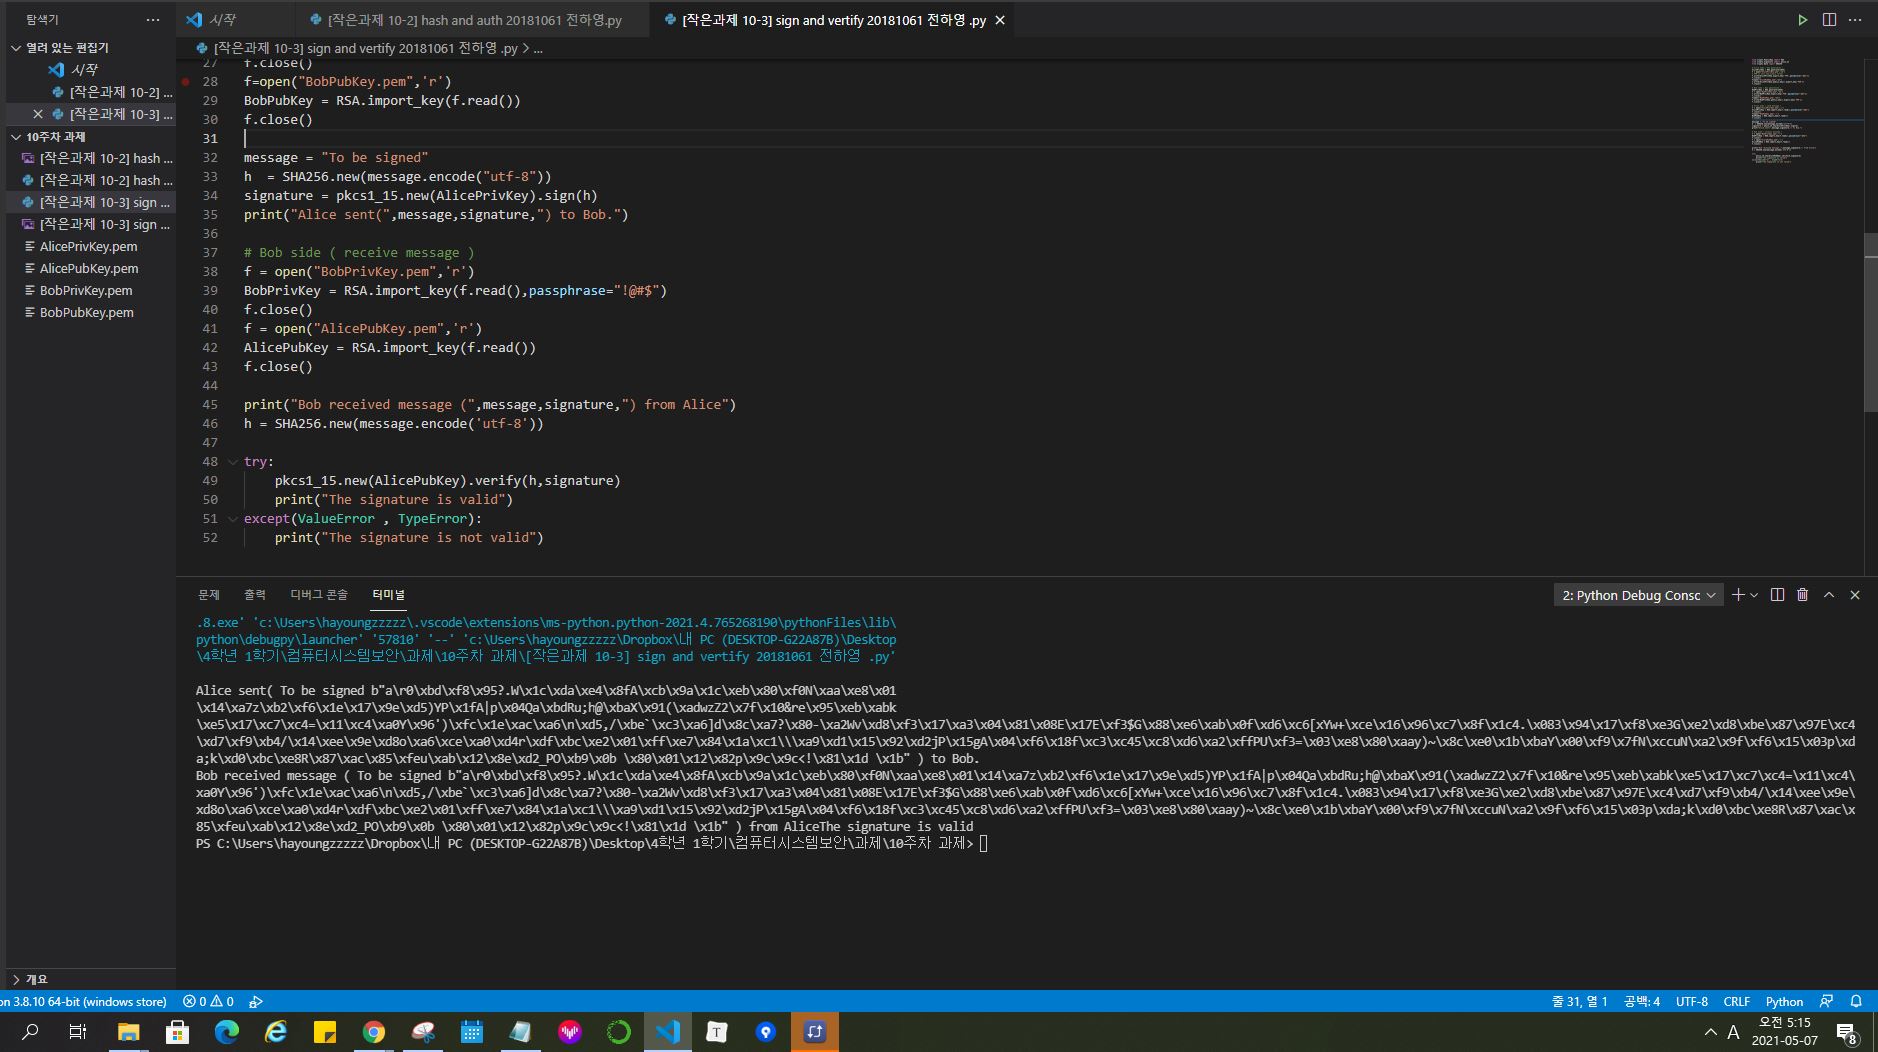 탐색기 ...
시작
[작은과제 10-2] hash and auth 20181061 전하영.py
[작은과제 10-3] sign and vertify 20181061 전하영 .py
[작은과제 10-3] sign and vertify 20181061 전하영 .py > ...
열려 있는 편집기
시작
[작은과제 10-2] ...
[작은과제 10-3] ...
10주차 과제
[작은과제 10-2] hash ...
[작은과제 10-2] hash ...
[작은과제 10-3] sign ...
[작은과제 10-3] sign ...
AlicePrivKey.pem
AlicePubKey.pem
BobPrivKey.pem
BobPubKey.pem
개요
27 f.close()
28 f=open("BobPubKey.pem",'r')
29 BobPubKey = RSA.import_key(f.read())
30 f.close()
31
32 message = "To be signed"
33 h  = SHA256.new(message.encode("utf-8"))
34 signature = pkcs1_15.new(AlicePrivKey).sign(h)
35 print("Alice sent(",message,signature,") to Bob.")
36
37 # Bob side ( receive message )
38 f = open("BobPrivKey.pem",'r')
39 BobPrivKey = RSA.import_key(f.read(),passphrase="!@#$")
40 f.close()
41 f = open("AlicePubKey.pem",'r')
42 AlicePubKey = RSA.import_key(f.read())
43 f.close()
44
45 print("Bob received message (",message,signature,") from Alice")
46 h = SHA256.new(message.encode('utf-8'))
47
48 try:
49     pkcs1_15.new(AlicePubKey).verify(h,signature)
50     print("The signature is valid")
51 except(ValueError , TypeError):
52     print("The signature is not valid")
문제 출력 디버그 콘솔 터미널 2: Python Debug Consc
.8.exe' 'c:\Users\hayoungzzzzz\.vscode\extensions\ms-python.python-2021.4.765268190\pythonFiles\lib\
python\debugpy\launcher' '57810' '--' 'c:\Users\hayoungzzzzz\Dropbox\내 PC (DESKTOP-G22A87B)\Desktop
\4학년 1학기\컴퓨터시스템보안\과제\10주차 과제\[작은과제 10-3] sign and vertify 20181061 전하영 .py'
Alice sent( To be signed b"a\r0\xbd\xf8\x95?.W\x1c\xda\xe4\x8fA\xcb\x9a\x1c\xeb\x80\xf0N\xaa\xe8\x01
\x14\xa7z\xb2\xf6\x1e\x17\x9e\xd5)YP\x1fA|p\x04Qa\xbdRu;h@\xbaX\x91(\xadwzZ2\x7f\x10&re\x95\xeb\xabk
\xe5\x17\xc7\xc4=\x11\xc4\xa0Y\x96')\xfc\x1e\xac\xa6\n\xd5,/\xbe`\xc3\xa6]d\x8c\xa7?\x80-\xa2Wv\xd8\xf3\x17\xa3\x04\x81\x08E\x17E\xf3$G\x88\xe6\xab\x0f\xd6\xc6[xYw+\xce\x16\x96\xc7\x8f\x1c4.\x083\x94\x17\xf8\xe3G\xe2\xd8\xbe\x87\x97E\xc4
\xd7\xf9\xb4/\x14\xee\x9e\xd8o\xa6\xce\xa0\xd4r\xdf\xbc\xe2\x01\xff\xe7\x84\x1a\xc1\\\xa9\xd1\x15\x92\xd2jP\x15gA\x04\xf6\x18f\xc3\xc45\xc8\xd6\xa2\xffPU\xf3=\x03\xe8\x80\xaay)~\x8c\xe0\x1b\xbaY\x00\xf9\x7fN\xccuN\xa2\x9f\xf6\x15\x03p\xd
a;k\xd0\xbc\xe8R\x87\xac\x85\xfeu\xab\x12\x8e\xd2_PO\xb9\x0b \x80\x01\x12\x82p\x9c\x9c<!\x81\x1d \x1b" ) to Bob.
Bob received message ( To be signed b"a\r0\xbd\xf8\x95?.W\x1c\xda\xe4\x8fA\xcb\x9a\x1c\xeb\x80\xf0N\xaa\xe8\x01\x14\xa7z\xb2\xf6\x1e\x17\x9e\xd5)YP\x1fA|p\x04Qa\xbdRu;h@\xbaX\x91(\xadwzZ2\x7f\x10&re\x95\xeb\xabk\xe5\x17\xc7\xc4=\x11\xc4\
xa0Y\x96')\xfc\x1e\xac\xa6\n\xd5,/\xbe`\xc3\xa6]d\x8c\xa7?\x80-\xa2Wv\xd8\xf3\x17\xa3\x04\x81\x08E\x17E\xf3$G\x88\xe6\xab\x0f\xd6\xc6[xYw+\xce\x16\x96\xc7\x8f\x1c4.\x083\x94\x17\xf8\xe3G\xe2\xd8\xbe\x87\x97E\xc4\xd7\xf9\xb4/\x14\xee\x9e\
xd8o\xa6\xce\xa0\xd4r\xdf\xbc\xe2\x01\xff\xe7\x84\x1a\xc1\\\xa9\xd1\x15\x92\xd2jP\x15gA\x04\xf6\x18f\xc3\xc45\xc8\xd6\xa2\xffPU\xf3=\x03\xe8\x80\xaay)~\x8c\xe0\x1b\xbaY\x00\xf9\x7fN\xccuN\xa2\x9f\xf6\x15\x03p\xda;k\xd0\xbc\xe8R\x87\xac\x
85\xfeu\xab\x12\x8e\xd2_PO\xb9\x0b \x80\x01\x12\x82p\x9c\x9c<!\x81\x1d \x1b" ) from AliceThe signature is valid
PS C:\Users\hayoungzzzzz\Dropbox\내 PC (DESKTOP-G22A87B)\Desktop\4학년 1학기\컴퓨터시스템보안\과제\10주차 과제>
on 3.8.10 64-bit (windows store) 0 0 줄 31, 열 1 공백: 4 UTF-8 CRLF Python
T A 오전 5:15
2021-05-07 8